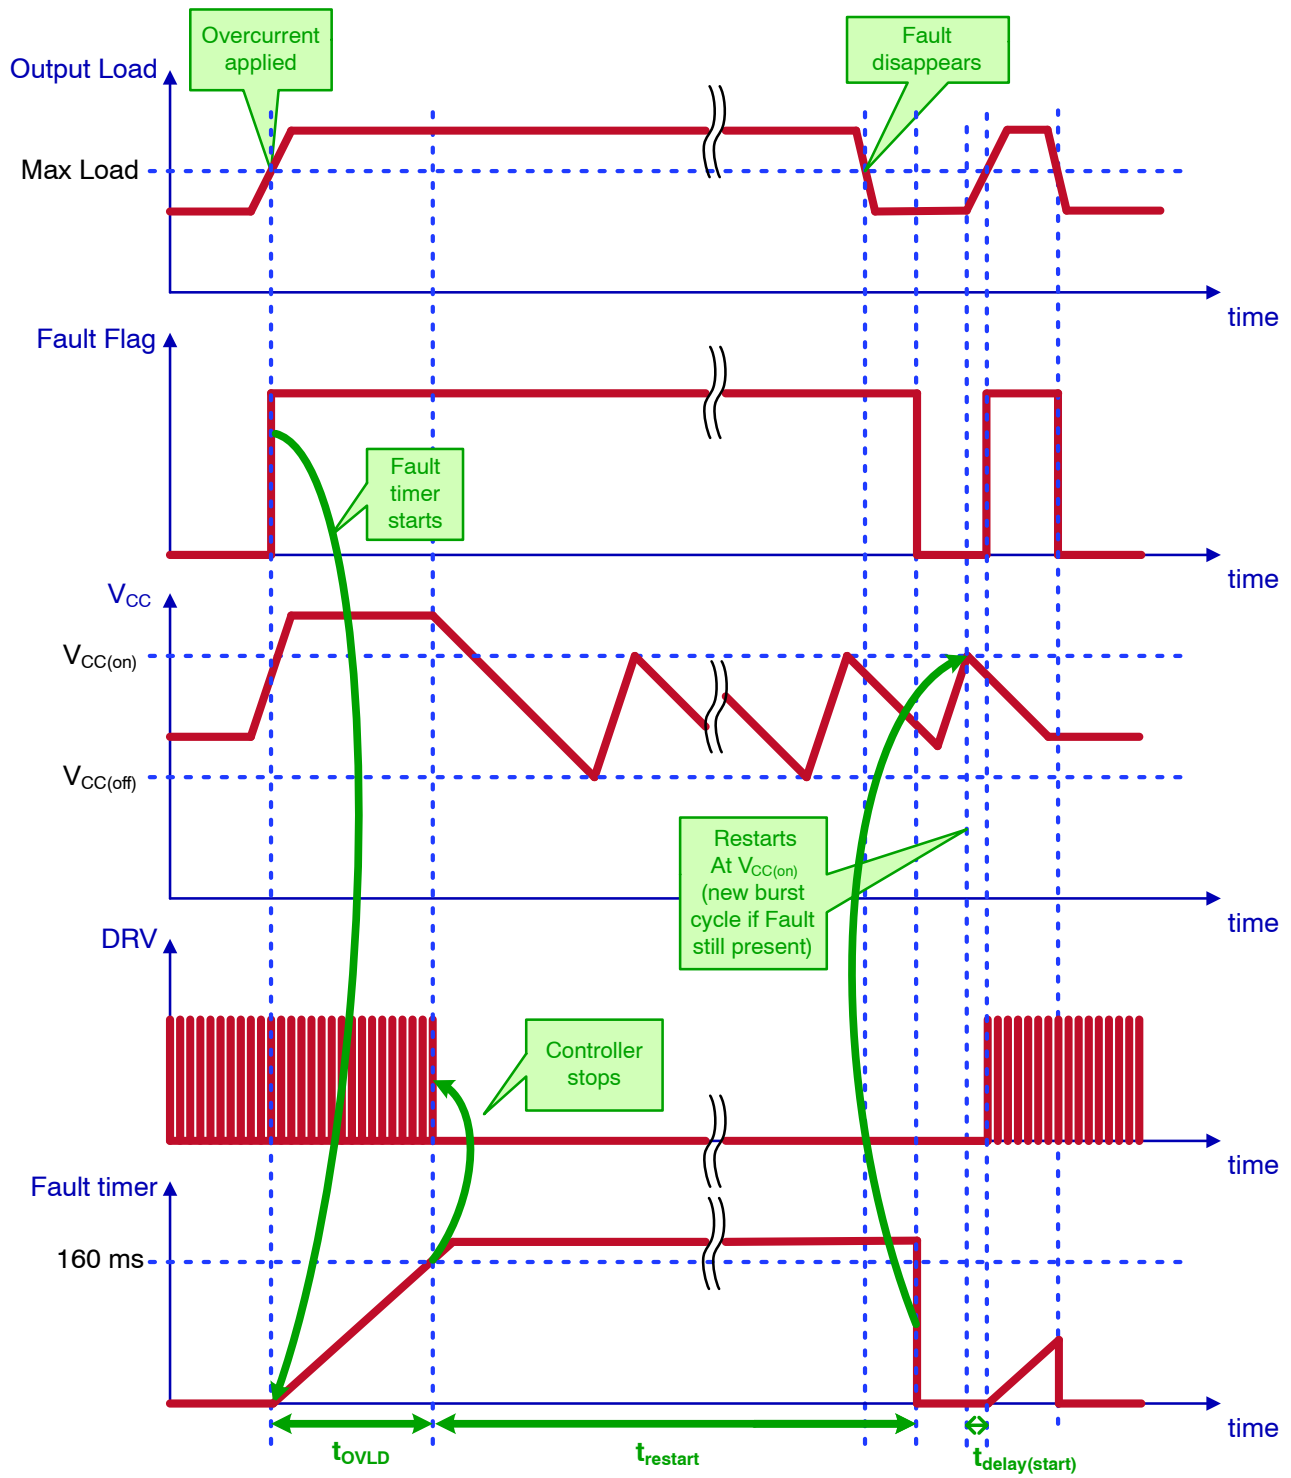 Overcurrent
applied
Fault
disappears
Output Load
Max Load
time
Fault Flag
Fault
timer
starts
time
VCC
VCC(on)
VCC(off)
Restarts
At VCC(on)
(new burst
cycle if Fault
still present)
time
DRV
Controller
stops
time
Fault timer
160 ms
time
tOVLD
trestart
tdelay(start)